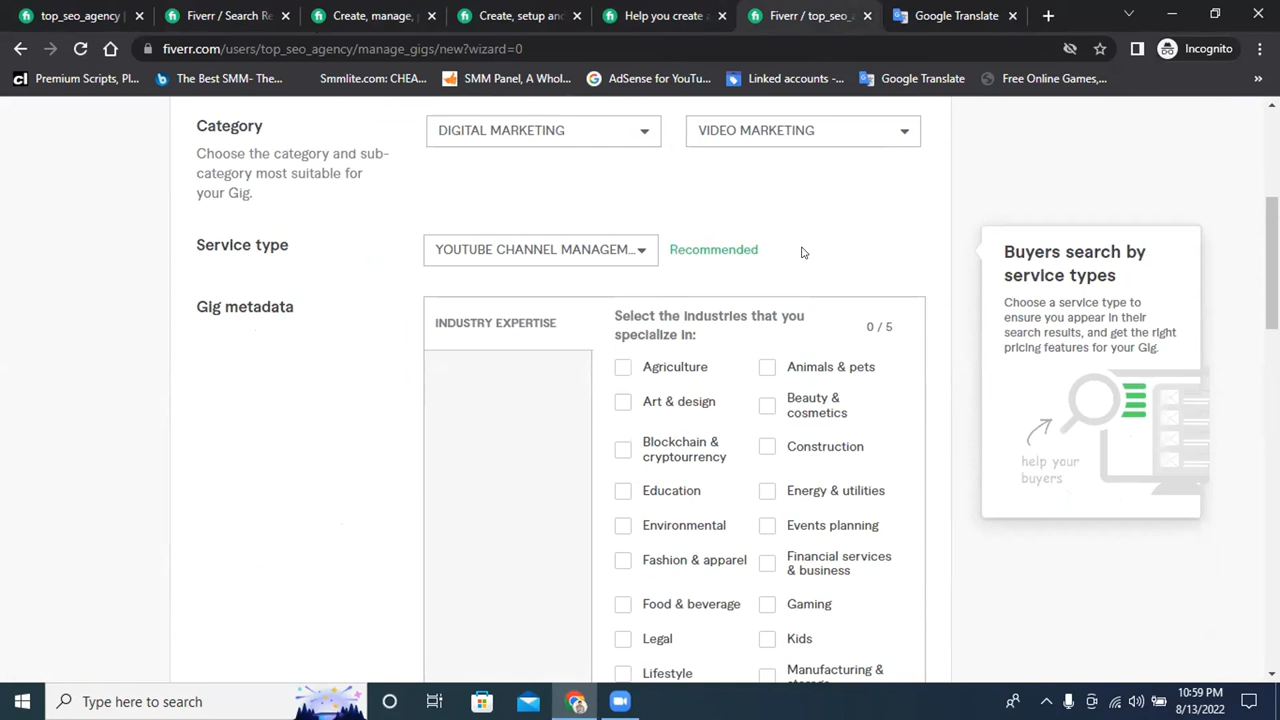 top_seo_agency
Fiverr / Search Re
Create, manage,
Create, setup and
Help you create
Fiverr / top_seo_
Google Translate
fiverr.com/users/top_seo_agency/manage_gigs/new?wizard=0
Incognito
Premium Scripts, Pl...
The Best SMM- The...
Smmlite.com: CHEA...
SMM Panel, A Whol...
AdSense for YouTu...
Linked accounts -...
Google Translate
Free Online Games,...
Category
DIGITAL MARKETING
VIDEO MARKETING
Choose the category and sub-
category most suitable for
your Gig.
Service type
YOUTUBE CHANNEL MANAGEM...
Recommended
Buyers search by
service types
Choose a service type to
ensure you appear in their
search results, and get the right
pricing features for your Gig.
help your
buyers
Gig metadata
INDUSTRY EXPERTISE
Select the industries that you
specialize in:
0 / 5
Agriculture
Animals & pets
Art & design
Beauty &
cosmetics
Blockchain &
cryptocurrency
Construction
Education
Energy & utilities
Environmental
Events planning
Fashion & apparel
Financial services
& business
Food & beverage
Gaming
Legal
Kids
Lifestyle
Manufacturing &
Type here to search
10:59 PM
8/13/2022